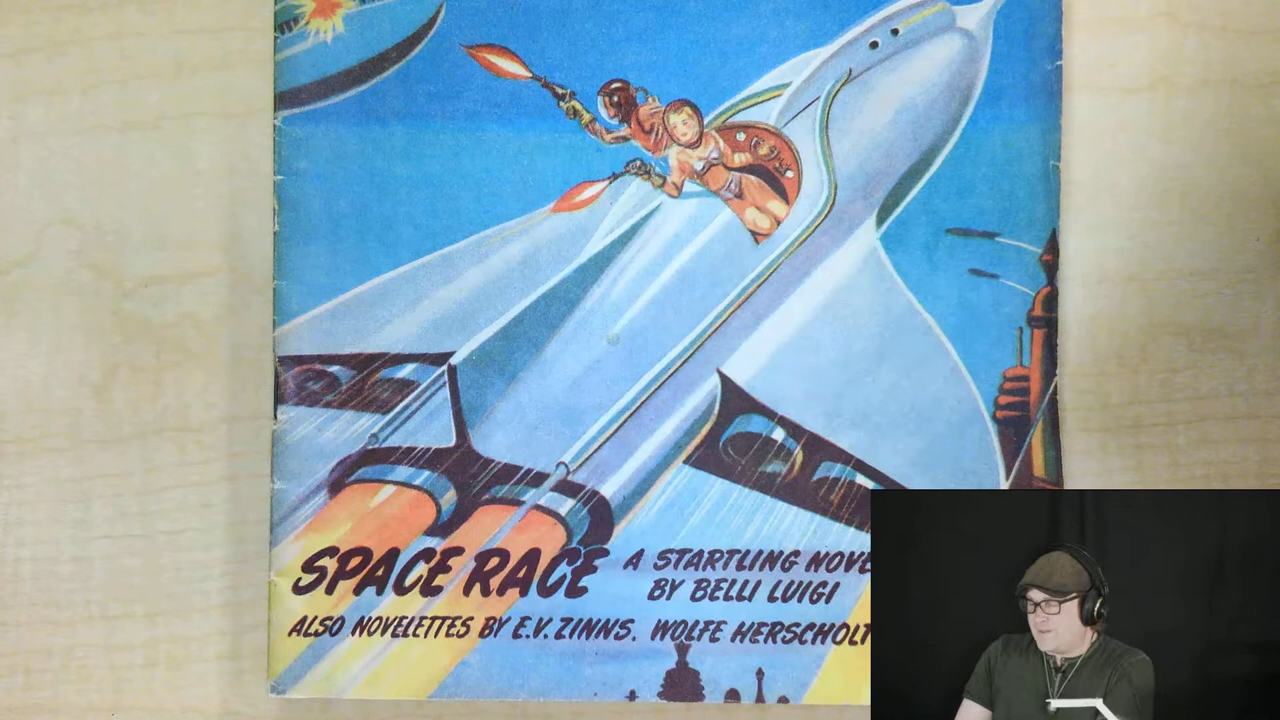 SPACE RACE A STARTLING NOVE
BY BELLI LUIGI
ALSO NOVELETTES BY E.V. ZINNS. WOLFE HERSCHOLT